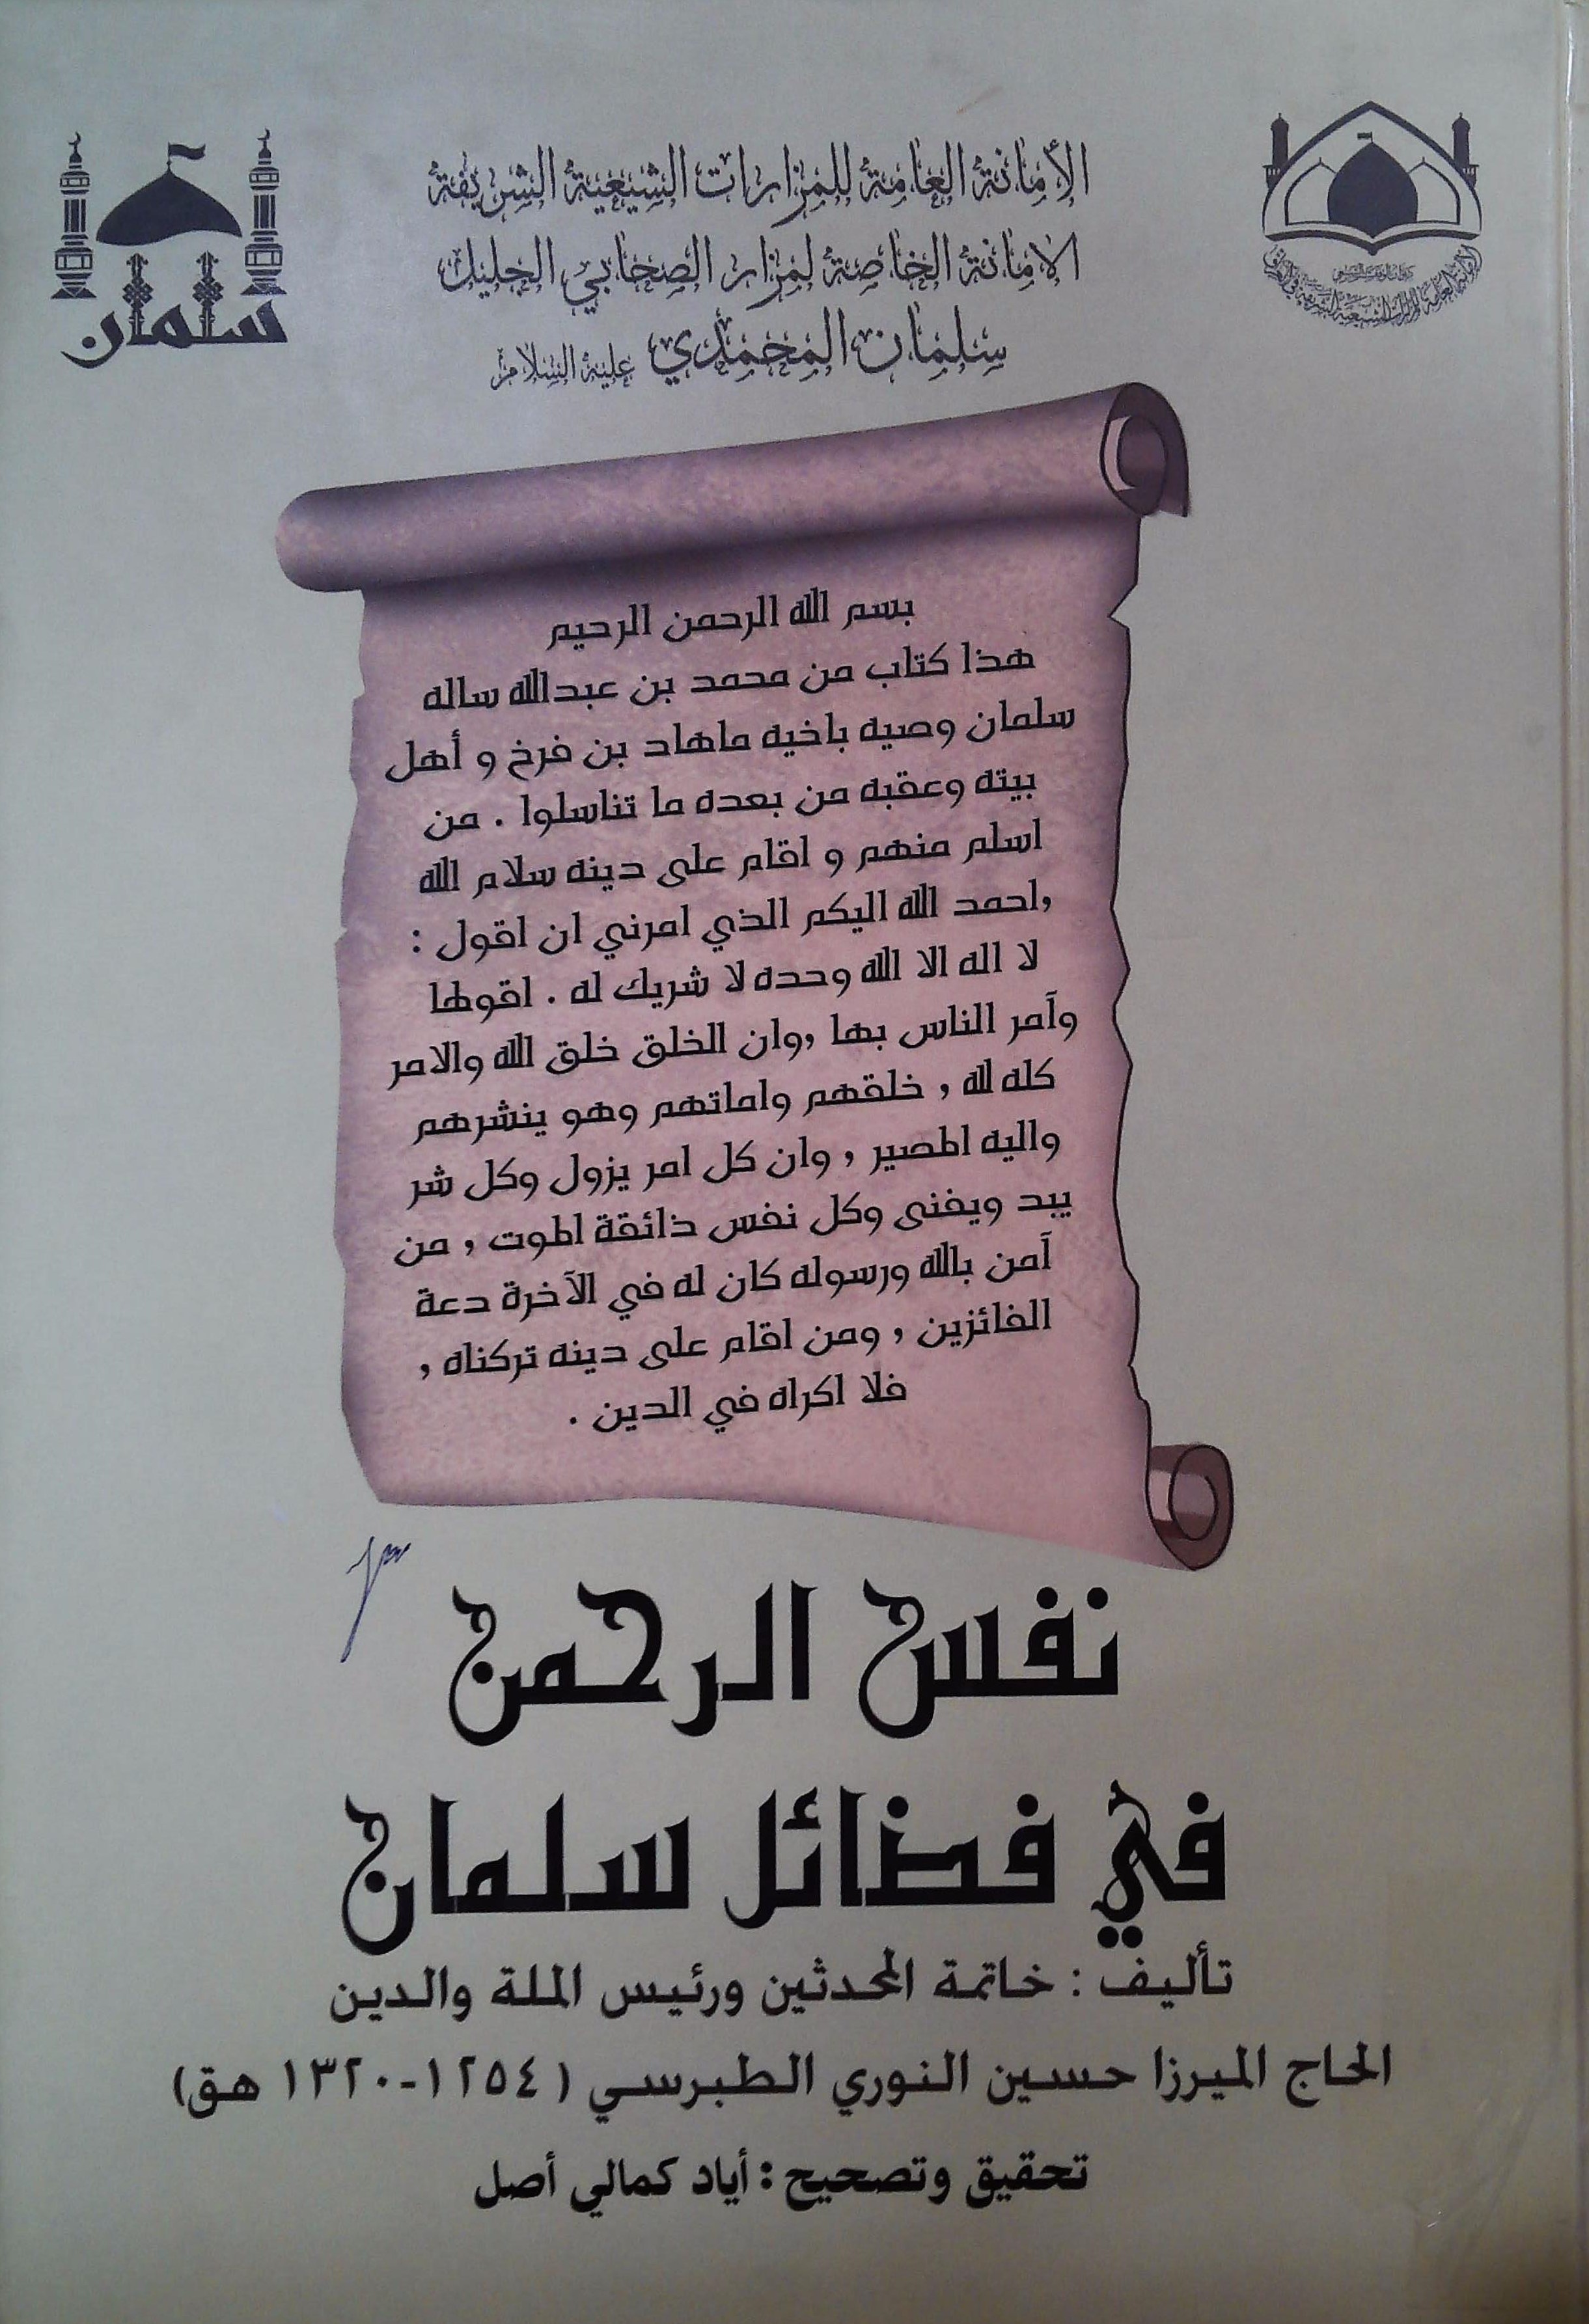 الأمانة العامة للمزارات الشيعية الشريفة
الامانة الخاصة لمزار الصحابي الجليل
سلمان المحمدي عليه السلام
سلمان
بسم الله الرحمن الرحيم
هذا كتاب من محمد بن عبدالله ساله
سلمان وصيه باخيه ماهاد بن فرخ و أهل
بيته وعقبه من بعده ما تناسلوا . من
اسلم منهم و اقام على دينه سلام الله
,احمد الله اليكم الذي امرني ان اقول :
لا اله الا الله وحده لا شريك له . اقولها
وآمر الناس بها ,وان الخلق خلق الله والامر
كله لله , خلقهم واماتهم وهو ينشرهم
واليه المصير , وان كل امر يزول وكل شر
يبد ويفنى وكل نفس ذائقة الموت , من
آمن بالله ورسوله كان له في الآخرة دعة
الفائزين , ومن اقام على دينه تركناه ,
فلا اكراه في الدين .
نفس الرحمن
في فضائل سلمان
تأليف : خاتمة المحدثين ورئيس الملة والدين
الحاج الميرزا حسين النوري الطبرسي ( ١٢٥٤-١٣٢٠ هـق)
تحقيق وتصحيح : أياد كمالي أصل